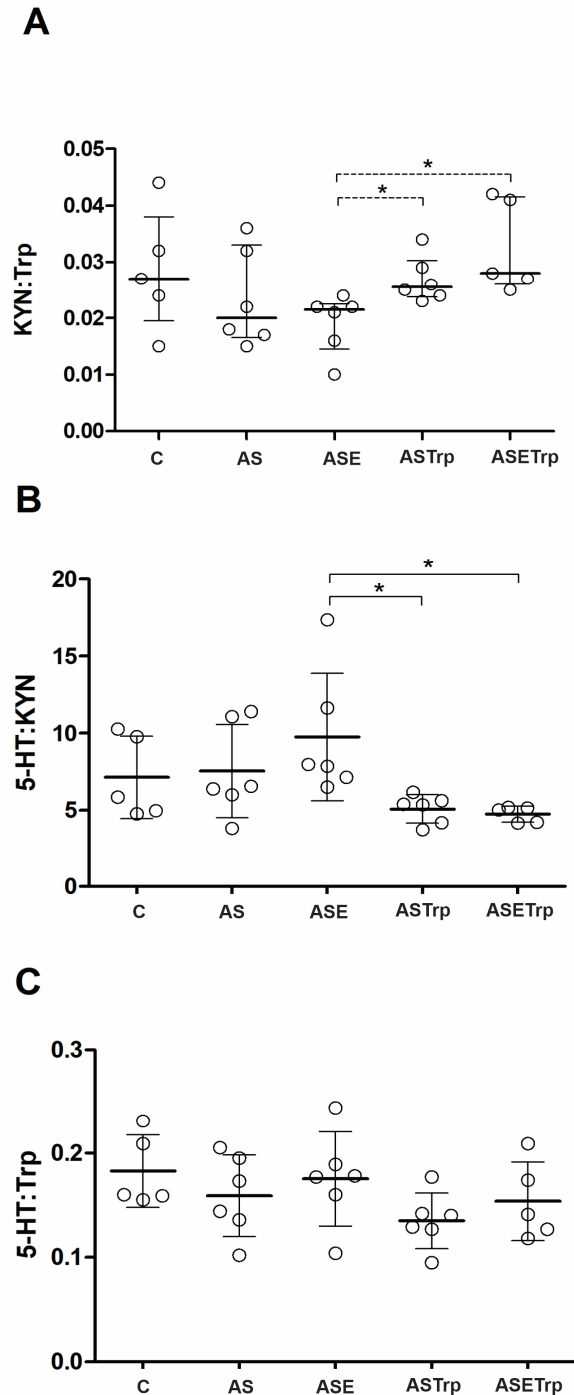 A
0.05
*
0.04
*
KYN:Trp
0.03
0.02
0.01
0.00
C AS ASE ASTrp ASETrp
B
20
*
*
15
5-HT:KYN
10
5
0
C AS ASE ASTrp ASETrp
C
0.3
0.2
5-HT:Trp
0.1
0.0
C AS ASE ASTrp ASETrp